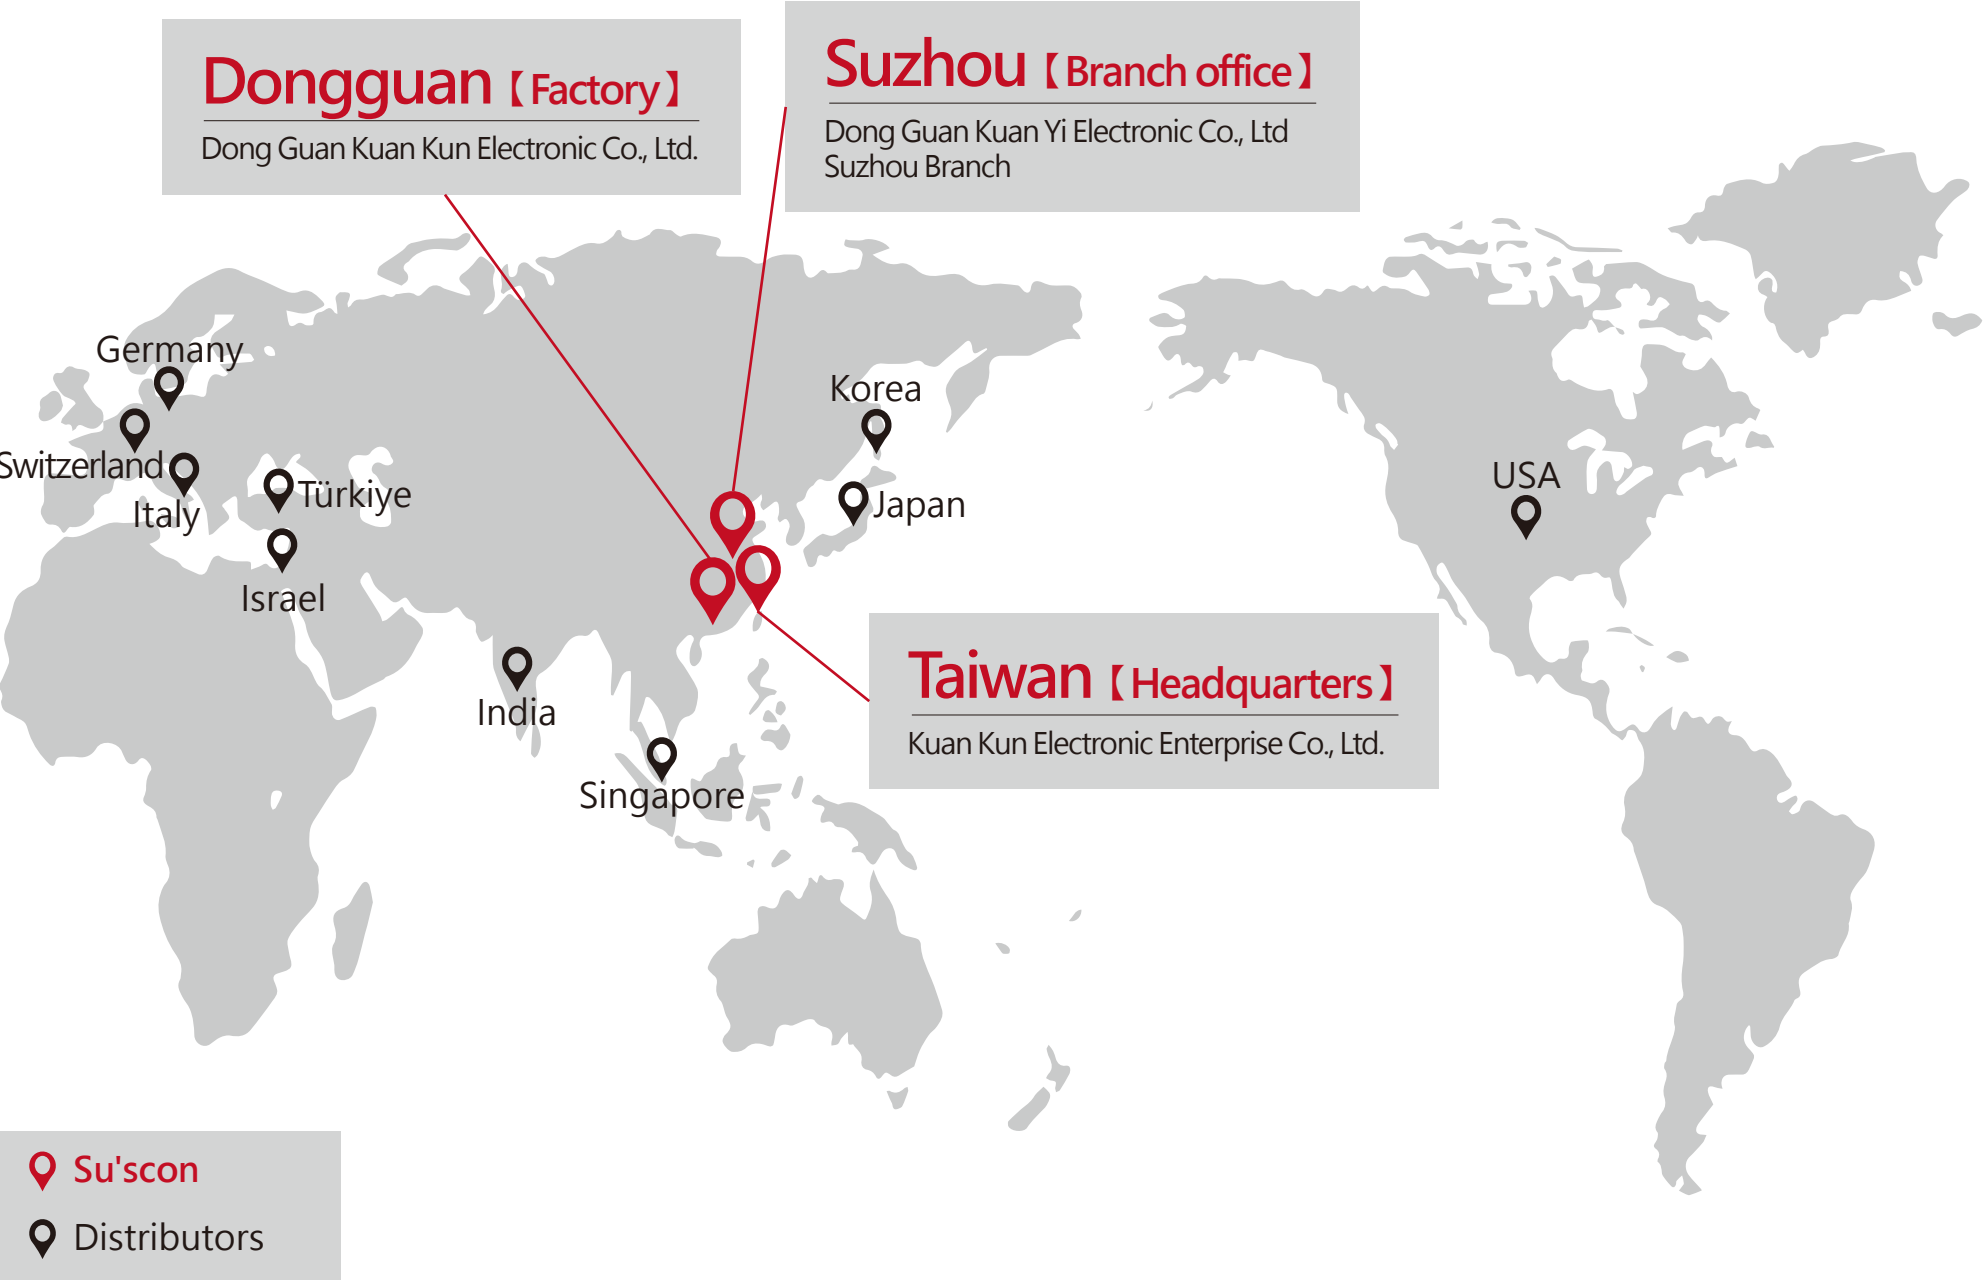 Dongguan【Factory】
Dong Guan Kuan Kun Electronic Co., Ltd.
Suzhou【Branch office】
Dong Guan Kuan Yi Electronic Co., Ltd
Suzhou Branch
Germany
Switzerland
Italy
Türkiye
Israel
Korea
Japan
USA
India
Singapore
Taiwan【Headquarters】
Kuan Kun Electronic Enterprise Co., Ltd.
Su'scon
Distributors